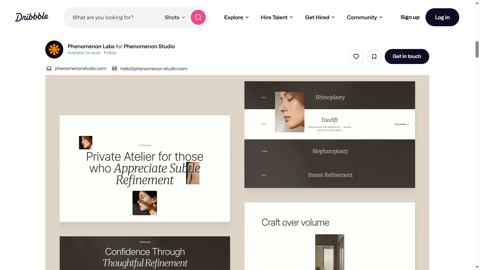 Dribbble
What are you looking for?
Shots
Explore
Hire Talent
Get Hired
Community
Sign up
Log in
Phenomenon Labs for Phenomenon Studio
Available for work
Follow
Get in touch
phenomenonstudio.com
hello@phenomenon-studio.com
Private Atelier for those
who Appreciate Subtle
Refinement
Confidence Through
Thoughtful Refinement
Rhinoplasty
Facelift
Blepharoplasty
Breast Refinement
Craft over volume